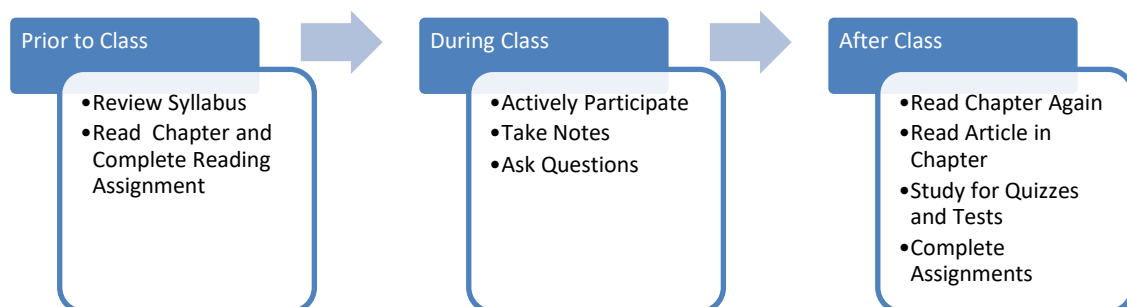 Prior to Class
•Review Syllabus
•Read Chapter and
Complete Reading
Assignment
During Class
•Actively Participate
•Take Notes
•Ask Questions
After Class
•Read Chapter Again
•Read Article in
Chapter
•Study for Quizzes
and Tests
•Complete
Assignments